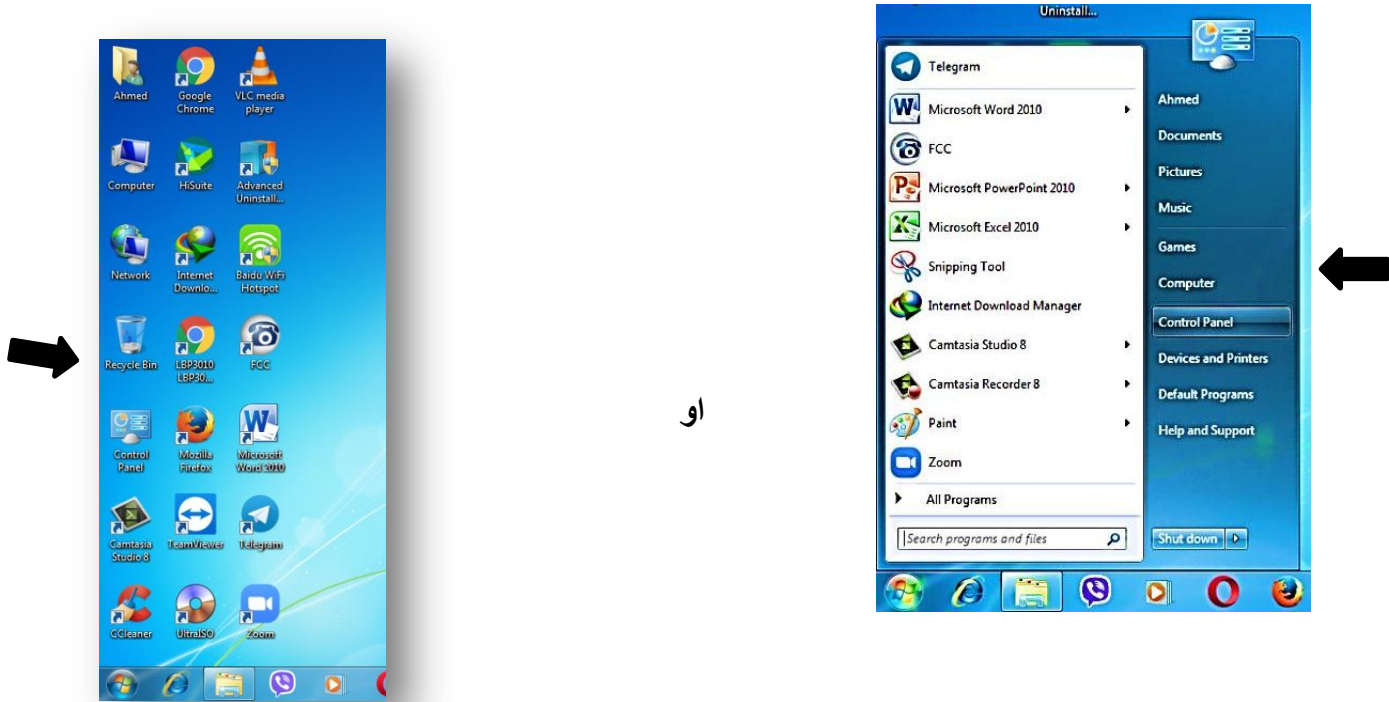 Ahmed
Google
Chrome
VLC media
player
Computer
HiSuite
Advanced
Uninstall...
Network
Internet
Downlo...
Baidu WiFi
Hotspot
Recycle Bin
LBP3010
LBP30...
FCC
Control
Panel
Mozilla
Firefox
Microsoft
Word 2010
Camtasia
Studio 8
TeamViewer
Telegram
CCleaner
UltraISO
Zoom
او
Uninstall...
Telegram
Microsoft Word 2010
FCC
Microsoft PowerPoint 2010
Microsoft Excel 2010
Snipping Tool
Internet Download Manager
Camtasia Studio 8
Camtasia Recorder 8
Paint
Zoom
All Programs
Search programs and files
Ahmed
Documents
Pictures
Music
Games
Computer
Control Panel
Devices and Printers
Default Programs
Help and Support
Shut down